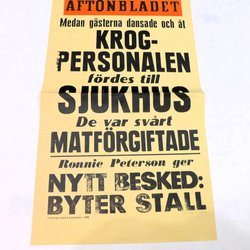 AFTONBLADET
Medan gästerna dansade och åt
KROG-
PERSONALEN
fördes till
SJUKHUS
De var svårt
MATFÖRGIFTADE
Ronnie Peterson ger
NYTT BESKED:
BYTER STALL